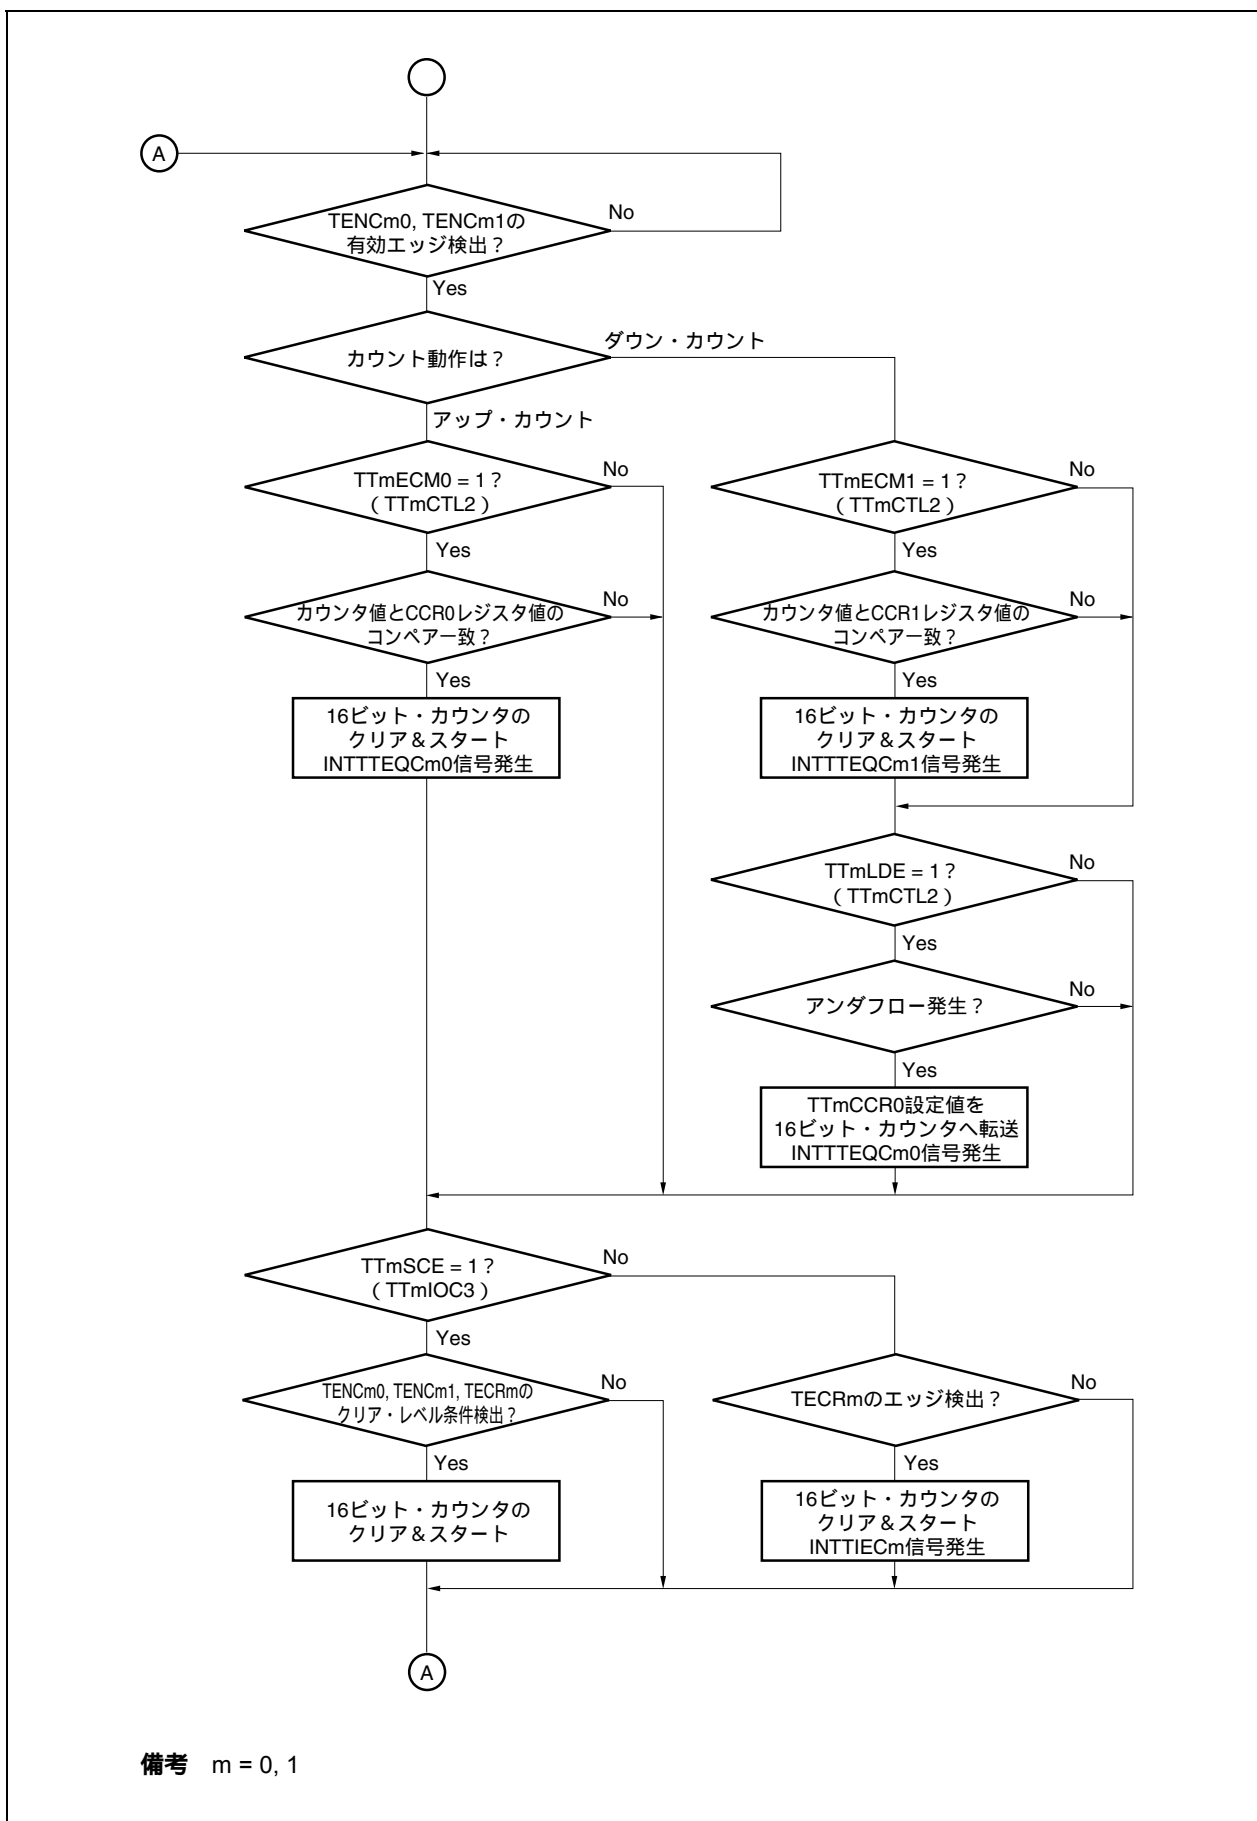 A
TENCm0, TENCm1の
有効エッジ検出？
No
Yes
カウント動作は？
ダウン・カウント
アップ・カウント
TTmECM0 = 1？
（TTmCTL2）
No
Yes
カウンタ値とCCR0レジスタ値の
コンペア一致？
No
Yes
16ビット・カウンタの
クリア＆スタート
INTTTEQCm0信号発生
TTmECM1 = 1？
（TTmCTL2）
No
Yes
カウンタ値とCCR1レジスタ値の
コンペア一致？
No
Yes
16ビット・カウンタの
クリア＆スタート
INTTTEQCm1信号発生
TTmLDE = 1？
（TTmCTL2）
No
Yes
アンダフロー発生？
No
Yes
TTmCCR0設定値を
16ビット・カウンタへ転送
INTTTEQCm0信号発生
TTmSCE = 1？
（TTmIOC3）
No
Yes
TENCm0, TENCm1, TECRmの
クリア・レベル条件検出？
No
Yes
16ビット・カウンタの
クリア＆スタート
TECRmのエッジ検出？
No
Yes
16ビット・カウンタの
クリア＆スタート
INTTIECm信号発生
A
備考 m = 0, 1